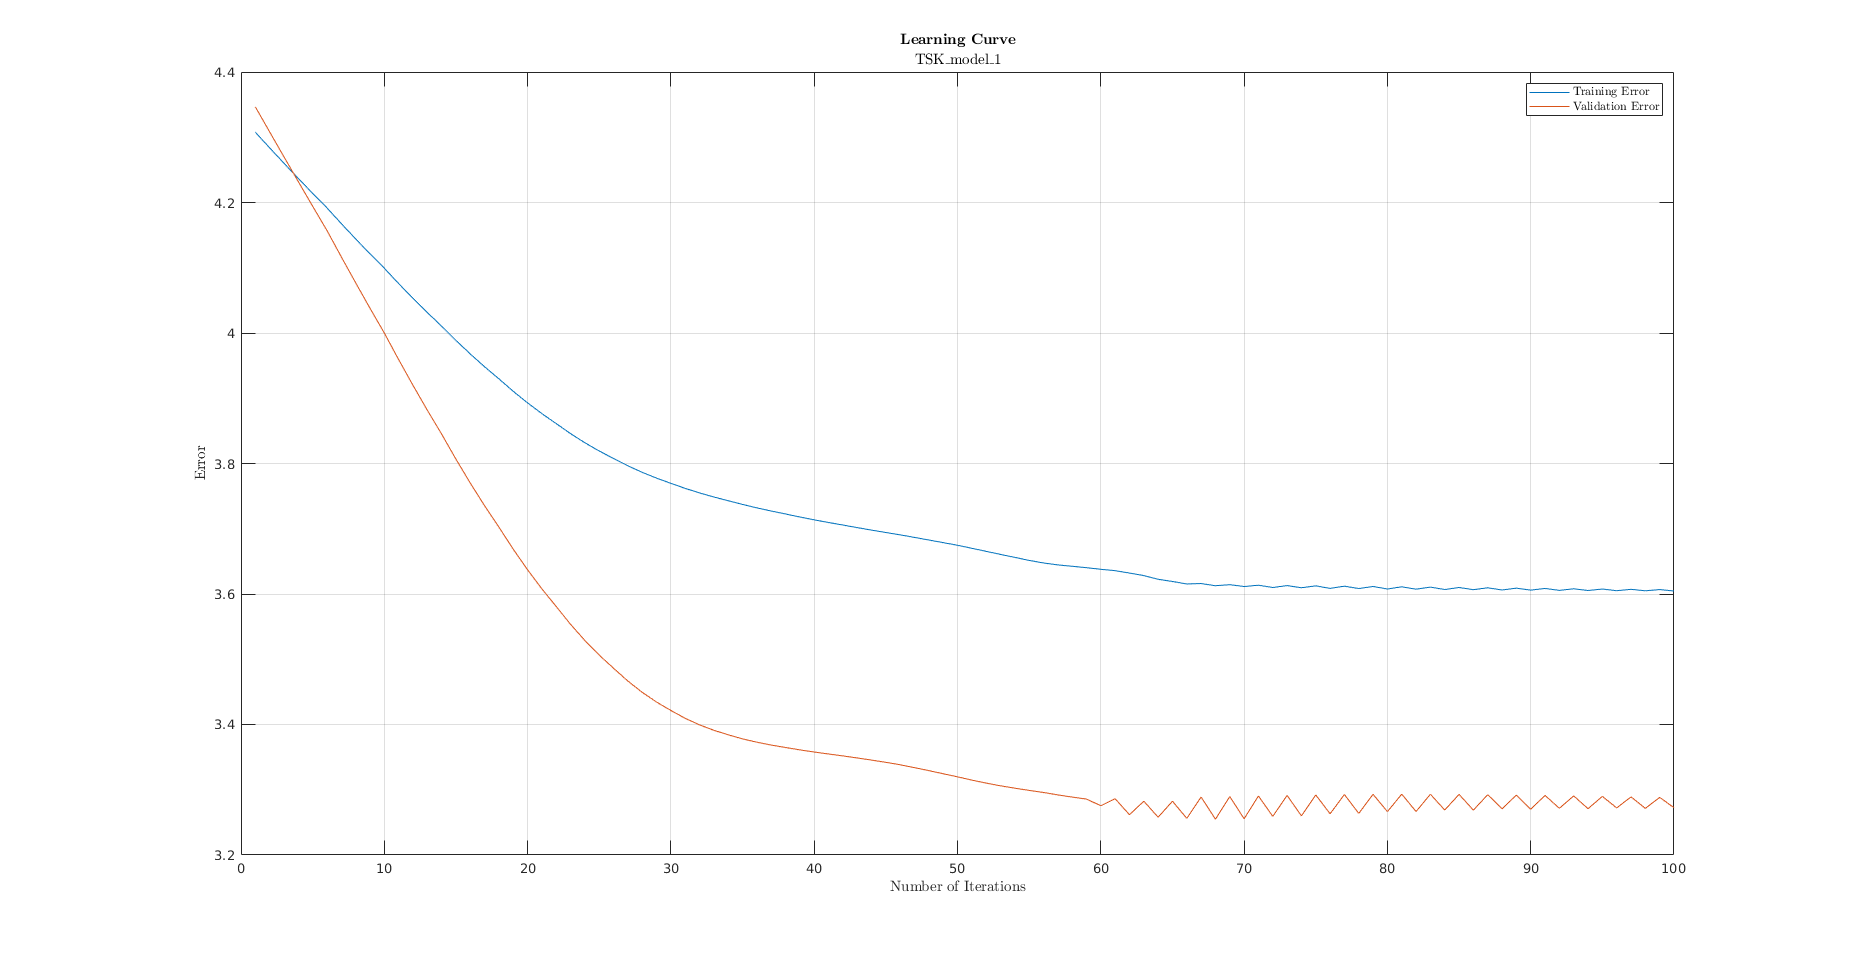 Learning Curve
TSK_model_1
Training Error
Validation Error
4.4
4.2
4
3.8
3.6
3.4
3.2
Error
0 10 20 30 40 50 60 70 80 90 100
Number of Iterations